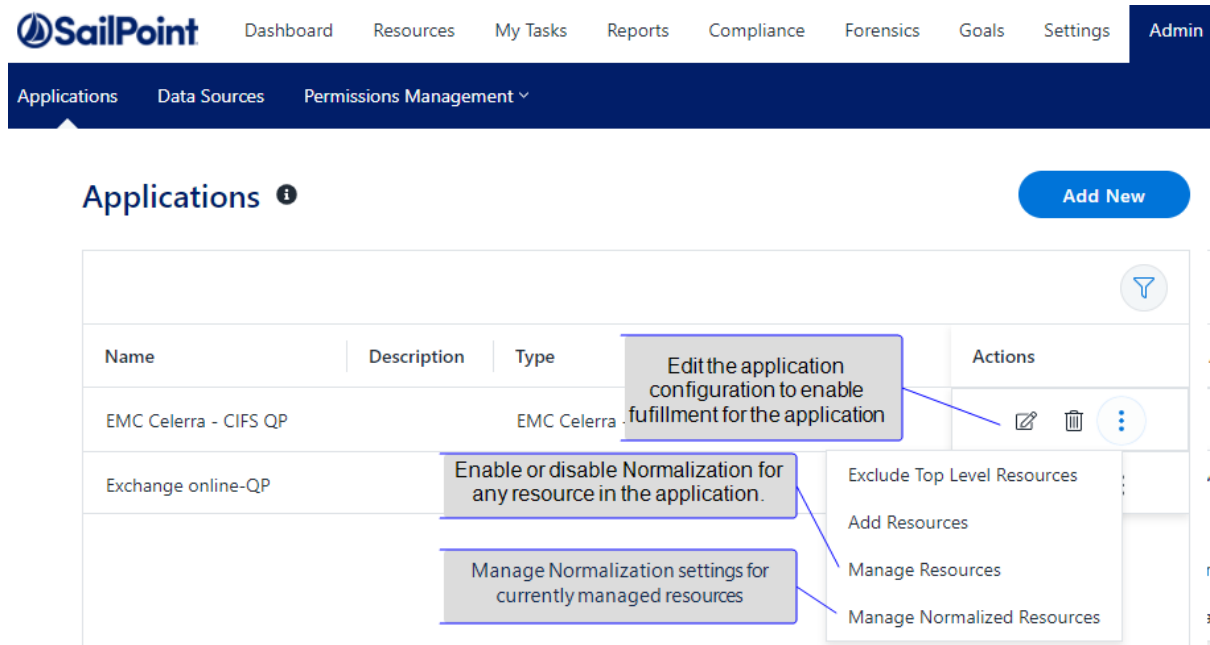 SailPoint
Dashboard Resources My Tasks Reports Compliance Forensics Goals Settings Admin
Applications Data Sources Permissions Management
Applications
Add New
Name Description Type Actions
Edit the application
configuration to enable
fufillment for the application
EMC Celerra - CIFS QP EMC Celerra -
Enable or disable Normalization for
any resource in the application.
Exchange online-QP
Exclude Top Level Resources
Add Resources
Manage Normalization settings for
currently managed resources
Manage Resources
Manage Normalized Resources